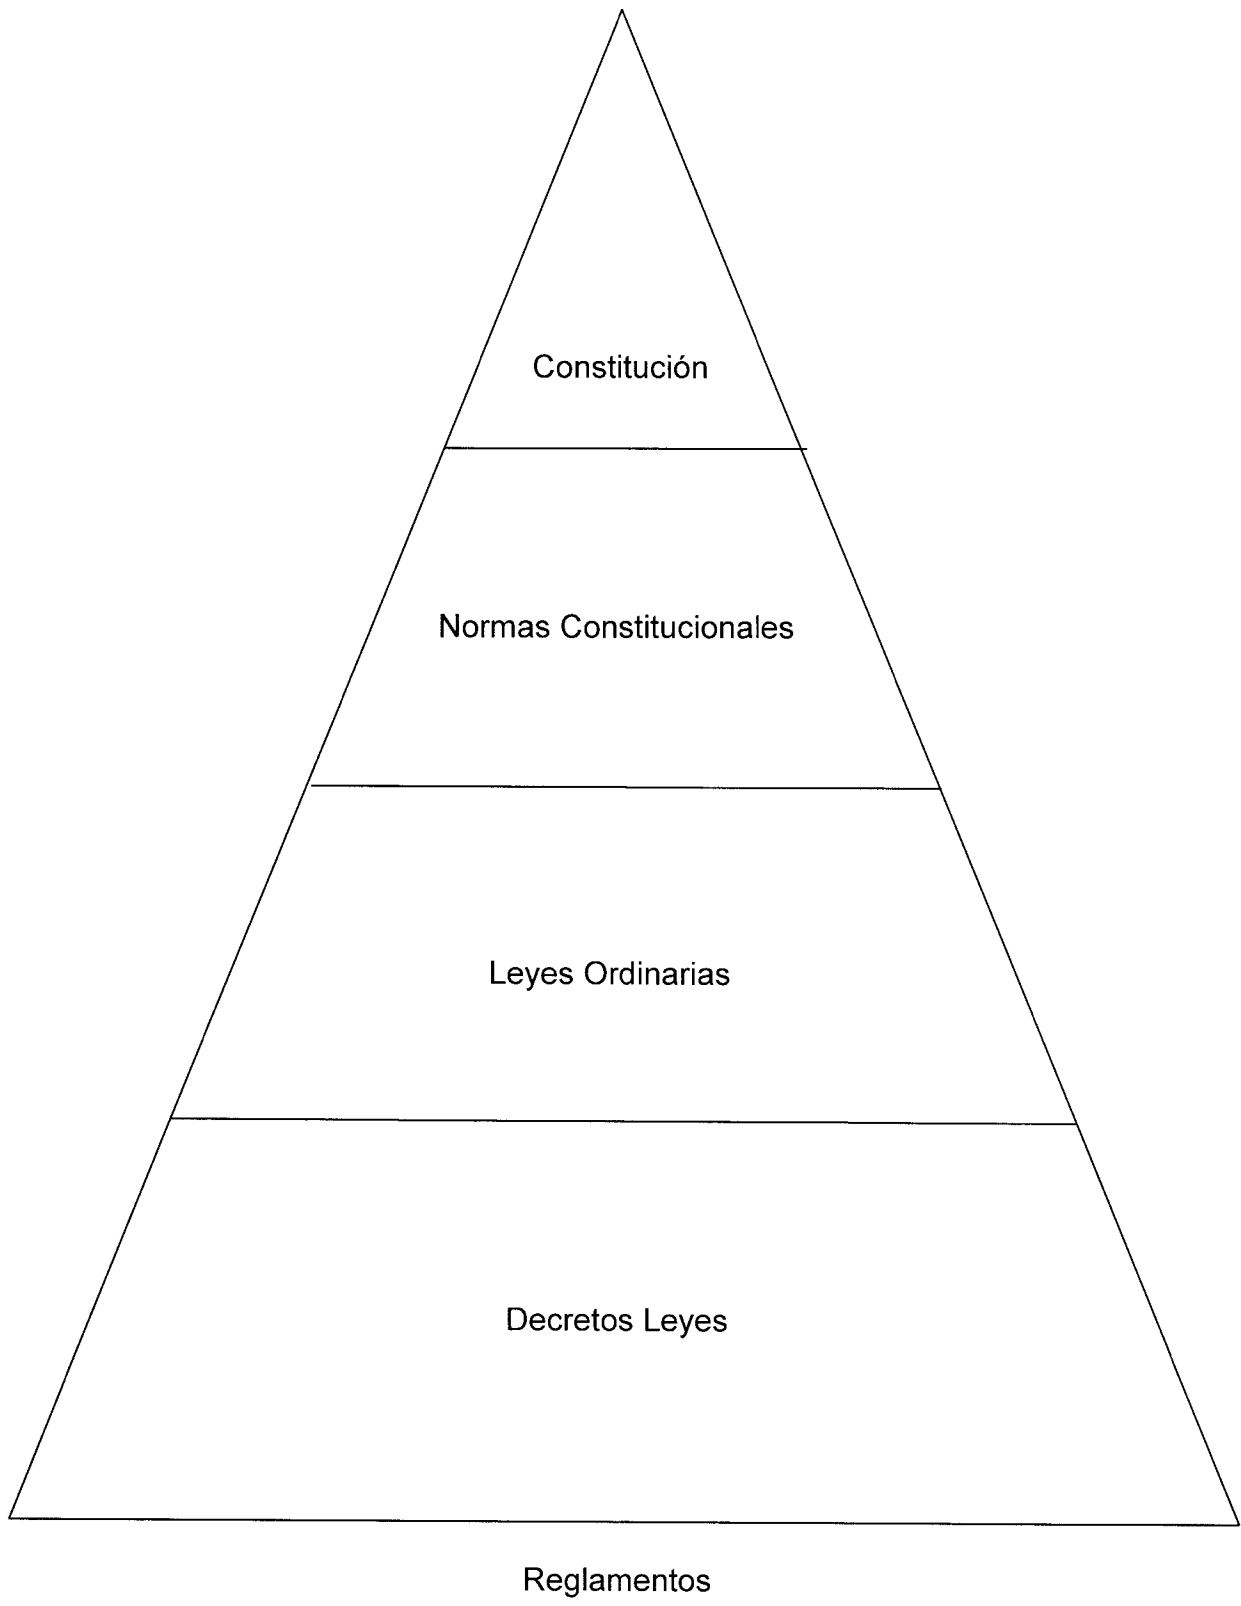 Constitución
Normas Constitucionales
Leyes Ordinarias
Decretos Leyes
Reglamentos